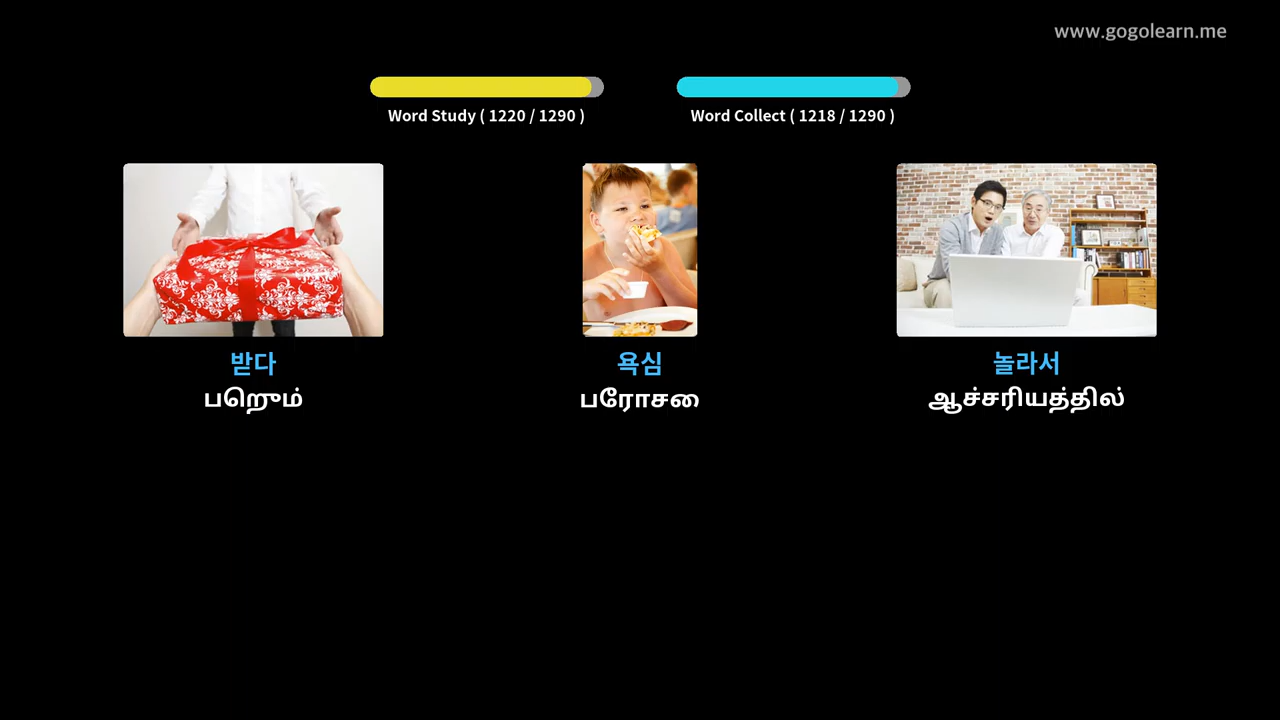 www.gogolearn.me
Word Study ( 1220 / 1290 )
Word Collect ( 1218 / 1290 )
받다
பறெும்
욕심
பரோசை
놀라서
ஆச்சரியத்தில்